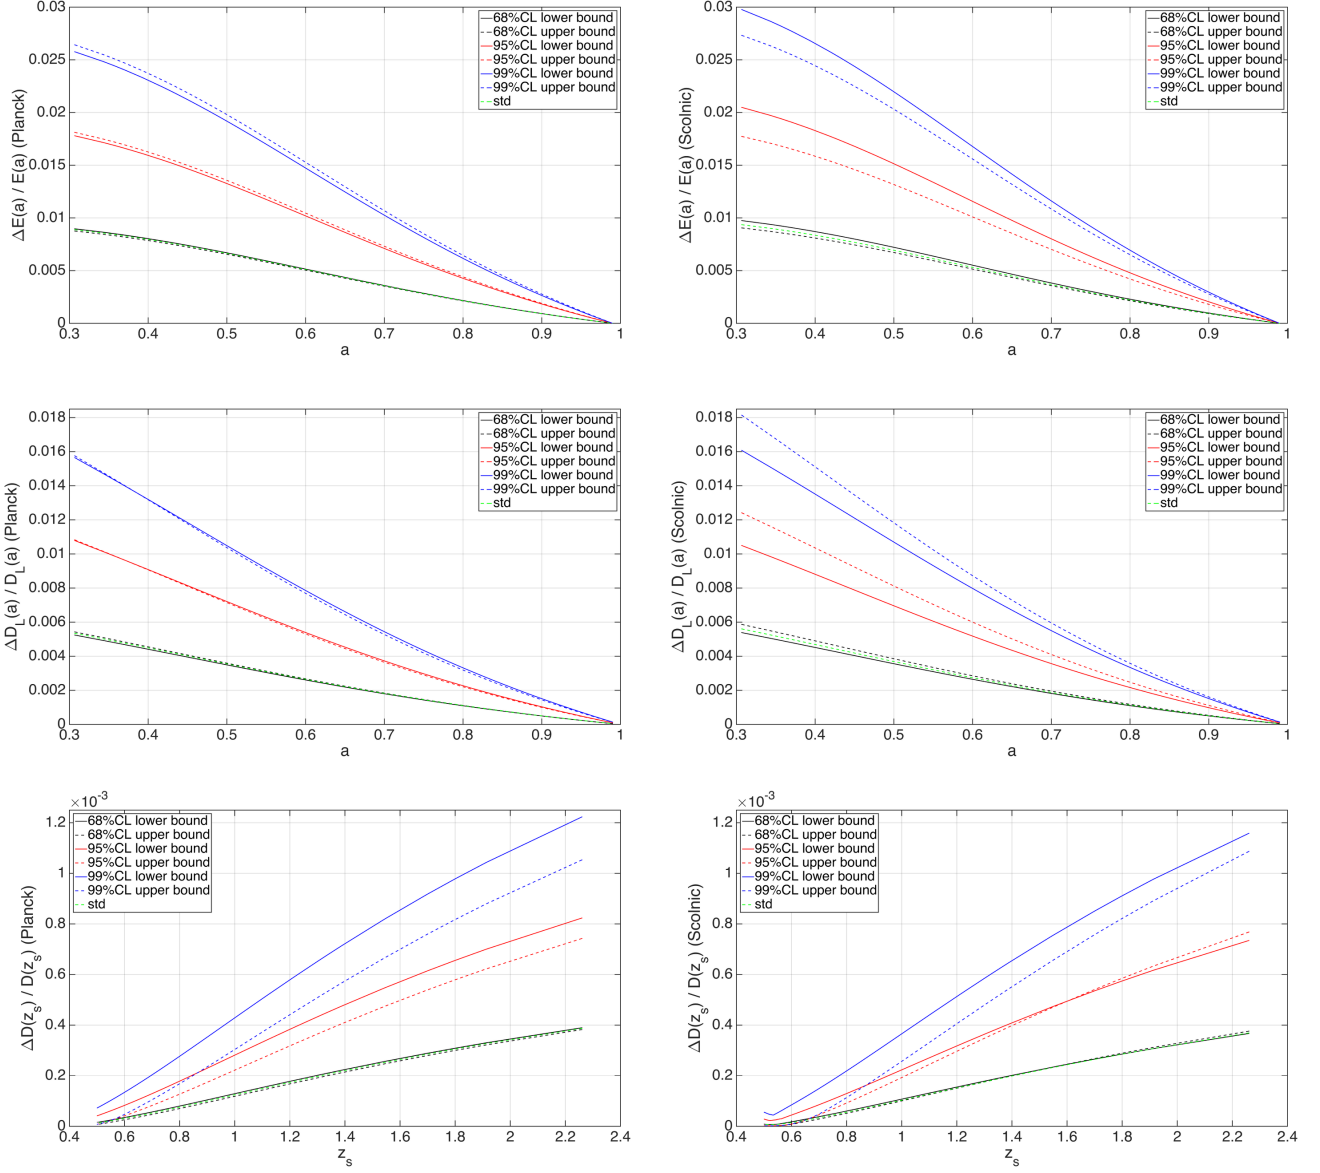 0.03
0.025
0.02
0.015
0.01
0.005
0
0.3 0.4 0.5 0.6 0.7 0.8 0.9 1
a
ΔE(a) / E(a) (Planck)
68%CL lower bound
68%CL upper bound
95%CL lower bound
95%CL upper bound
99%CL lower bound
99%CL upper bound
std
0.03
0.025
0.02
0.015
0.01
0.005
0
0.3 0.4 0.5 0.6 0.7 0.8 0.9 1
a
ΔE(a) / E(a) (Scolnic)
68%CL lower bound
68%CL upper bound
95%CL lower bound
95%CL upper bound
99%CL lower bound
99%CL upper bound
std
0.018
0.016
0.014
0.012
0.01
0.008
0.006
0.004
0.002
0
0.3 0.4 0.5 0.6 0.7 0.8 0.9 1
a
ΔD_L(a) / D_L(a) (Planck)
68%CL lower bound
68%CL upper bound
95%CL lower bound
95%CL upper bound
99%CL lower bound
99%CL upper bound
std
0.018
0.016
0.014
0.012
0.01
0.008
0.006
0.004
0.002
0
0.3 0.4 0.5 0.6 0.7 0.8 0.9 1
a
ΔD_L(a) / D_L(a) (Scolnic)
68%CL lower bound
68%CL upper bound
95%CL lower bound
95%CL upper bound
99%CL lower bound
99%CL upper bound
std
×10^-3
1.2
1
0.8
0.6
0.4
0.2
0
0.4 0.6 0.8 1 1.2 1.4 1.6 1.8 2 2.2 2.4
z_s
ΔD(z_s) / D(z_s) (Planck)
68%CL lower bound
68%CL upper bound
95%CL lower bound
95%CL upper bound
99%CL lower bound
99%CL upper bound
std
×10^-3
1.2
1
0.8
0.6
0.4
0.2
0
0.4 0.6 0.8 1 1.2 1.4 1.6 1.8 2 2.2 2.4
z_s
ΔD(z_s) / D(z_s) (Scolnic)
68%CL lower bound
68%CL upper bound
95%CL lower bound
95%CL upper bound
99%CL lower bound
99%CL upper bound
std